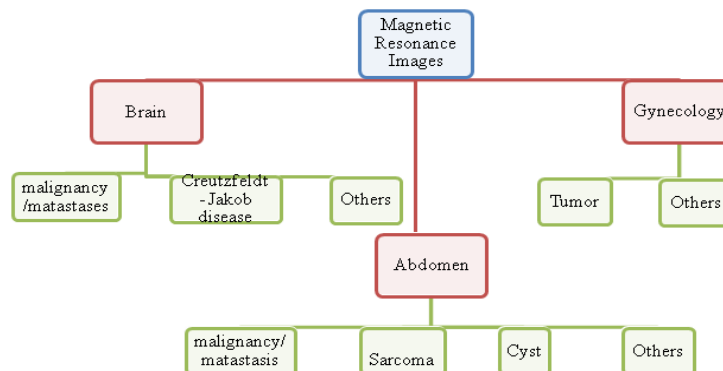 Magnetic
Resonance
Images
Brain
Gynecology
malignancy
/matastases
Creutzfeldt
-Jakob
disease
Others
Tumor
Others
Abdomen
malignancy/
matastasis
Sarcoma
Cyst
Others